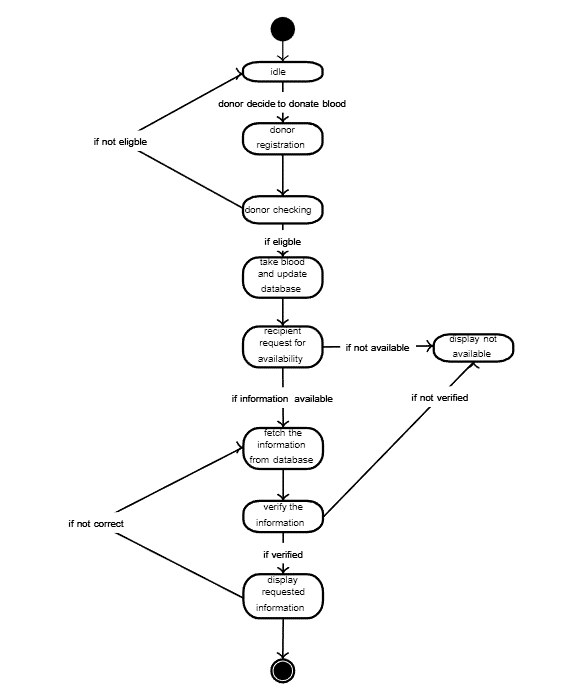 idle
donor decide to donate blood
donor
registration
if not eligble
donor checking
if eligble
take blood
and update
database
recipient
request for
availability
if not available
display not
available
if information available
if not verified
fetch the
information
from database
verify the
information
if not correct
if verified
display
requested
information